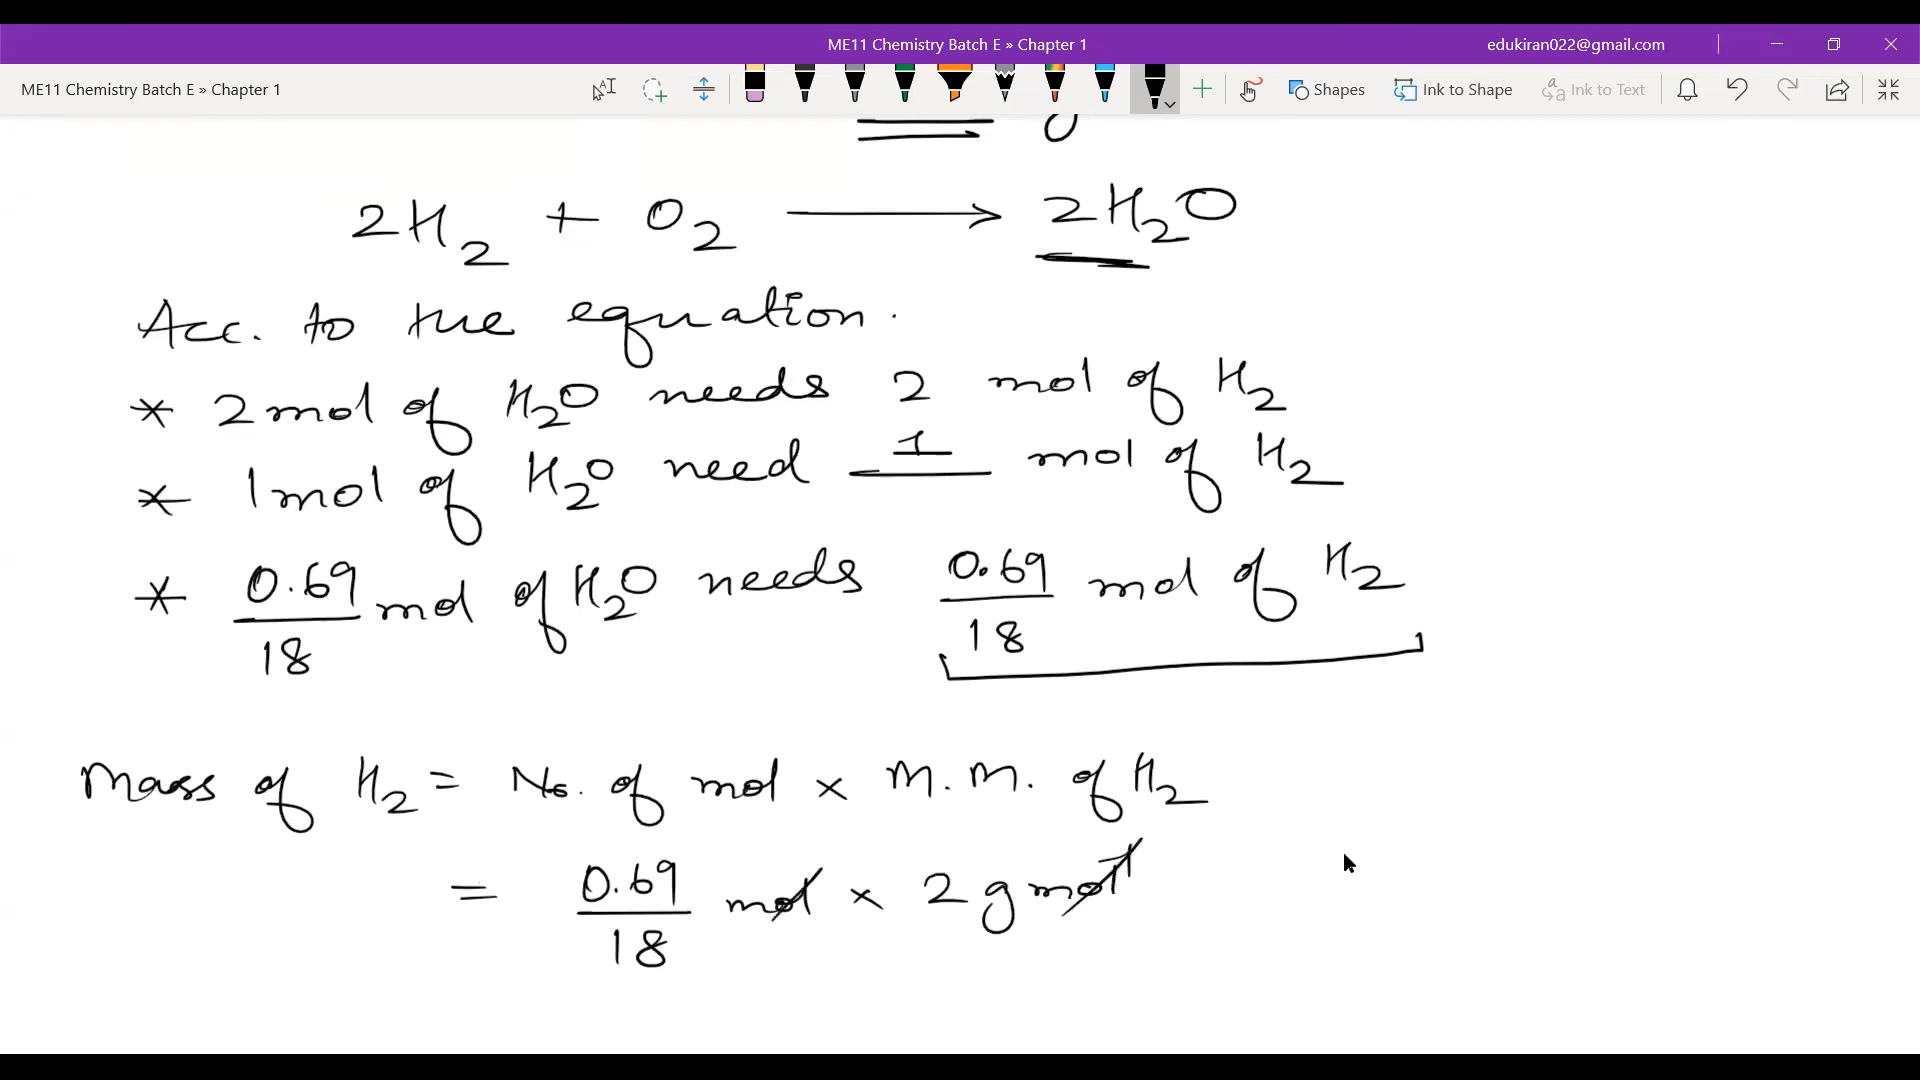 ME11 Chemistry Batch E » Chapter 1
edukiran022@gmail.com
ME11 Chemistry Batch E » Chapter 1
Shapes
Ink to Shape
Ink to Text
2H₂ + O₂ ⟶ 2H₂O
Acc. to the equation.
* 2 mol of H₂O needs 2 mol of H₂
* 1 mol of H₂O need 1 mol of H₂
* 0.69/18 mol of H₂O needs 0.69/18 mol of H₂
Mass of H₂ = No. of mol × M.M. of H₂
= 0.69/18 mol × 2 g mol⁻¹